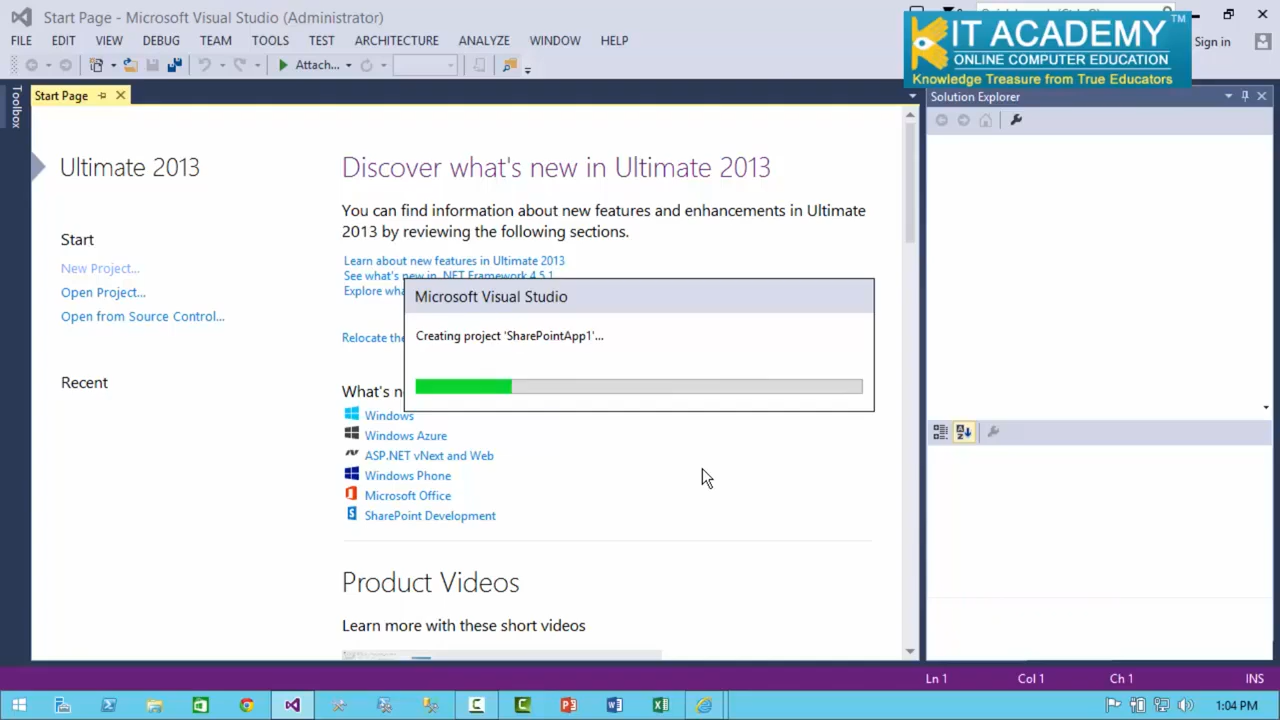 Start Page - Microsoft Visual Studio (Administrator)
FILE EDIT VIEW DEBUG TEAM TOOLS TEST ARCHITECTURE ANALYZE WINDOW HELP
Sign in
KIT ACADEMY TM
ONLINE COMPUTER EDUCATION
Knowledge Treasure from True Educators
Attach...
Toolbox
Start Page
Solution Explorer
Ultimate 2013
Start
New Project...
Open Project...
Open from Source Control...
Recent
Discover what's new in Ultimate 2013
You can find information about new features and enhancements in Ultimate
2013 by reviewing the following sections.
Learn about new features in Ultimate 2013
See what's new in .NET Framework 4.5.1
Explore
Relocate the
What's
Microsoft Visual Studio
Creating project 'SharePointApp1'...
Windows
Windows Azure
ASP.NET vNext and Web
Windows Phone
Microsoft Office
SharePoint Development
Product Videos
Learn more with these short videos
Ln 1 Col 1 Ch 1 INS
1:04 PM